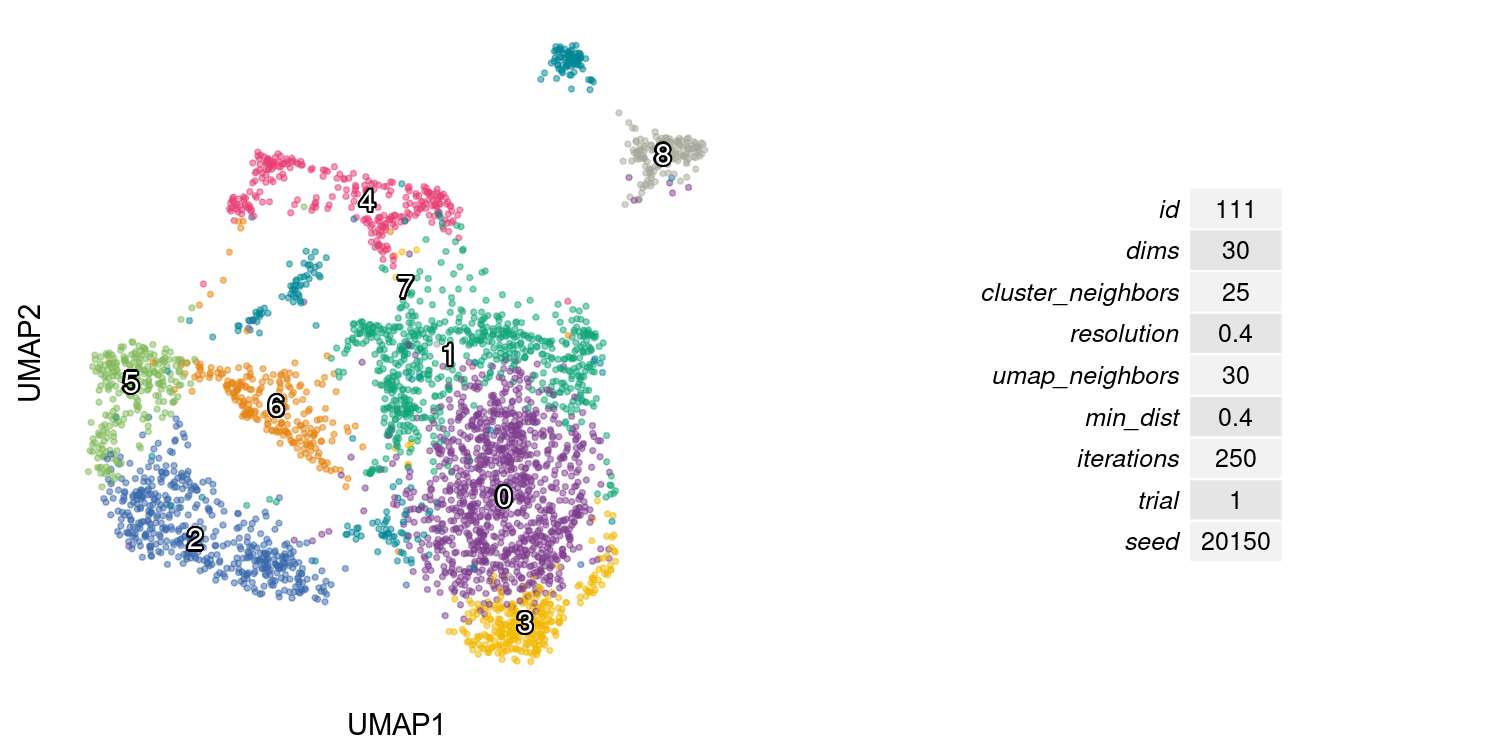 8
4
7
1
5
6
0
2
3
UMAP2
UMAP1
id 111
dims 30
cluster_neighbors 25
resolution 0.4
umap_neighbors 30
min_dist 0.4
iterations 250
trial 1
seed 20150